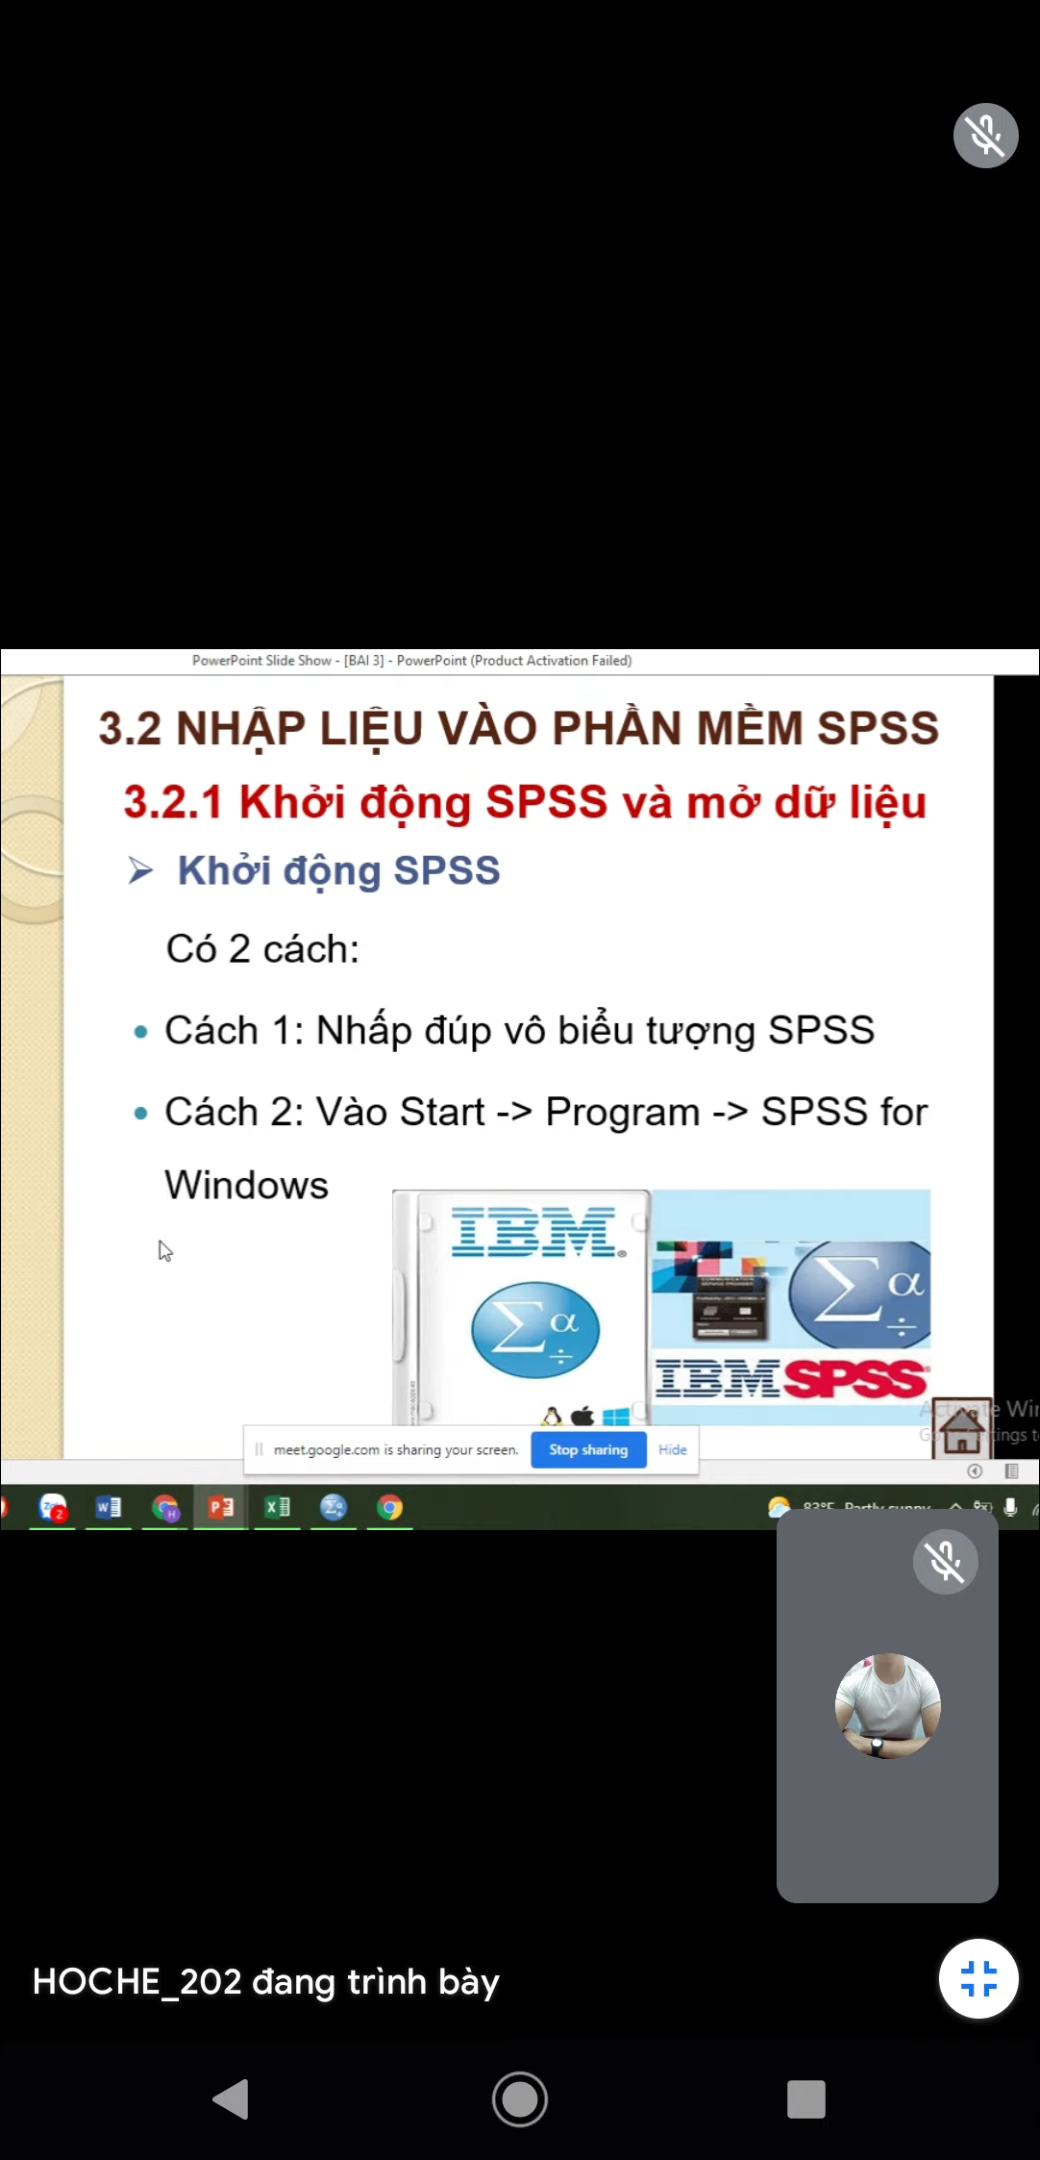 PowerPoint Slide Show - [BAI 3] - PowerPoint (Product Activation Failed)
3.2 NHẬP LIỆU VÀO PHẦN MỀM SPSS
3.2.1 Khởi động SPSS và mở dữ liệu
Khởi động SPSS
Có 2 cách:
Cách 1: Nhấp đúp vô biểu tượng SPSS
Cách 2: Vào Start -> Program -> SPSS for
Windows
IBM
Σ α ÷
Σ α ÷
IBM SPSS
meet.google.com is sharing your screen. Stop sharing Hide
83°F Partly sunny
HOCHE_202 đang trình bày